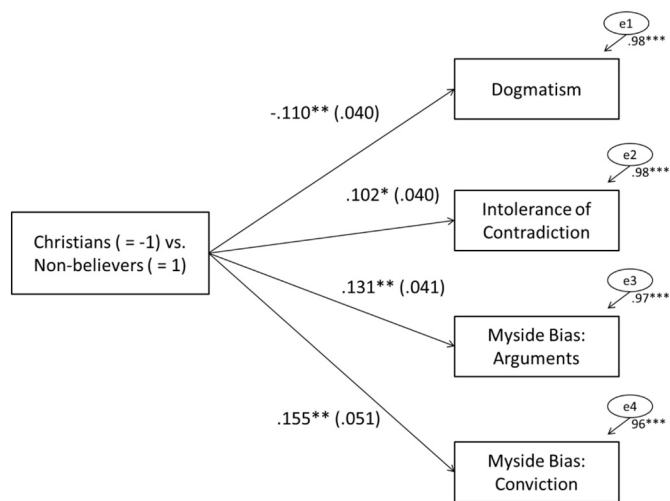 e1
.98***
Dogmatism
-.110** (.040)
e2
.98***
.102* (.040)
Intolerance of
Contradiction
Christians ( = -1) vs.
Non-believers ( = 1)
.131** (.041)
e3
.97***
Myside Bias:
Arguments
.155** (.051)
e4
96***
Myside Bias:
Conviction